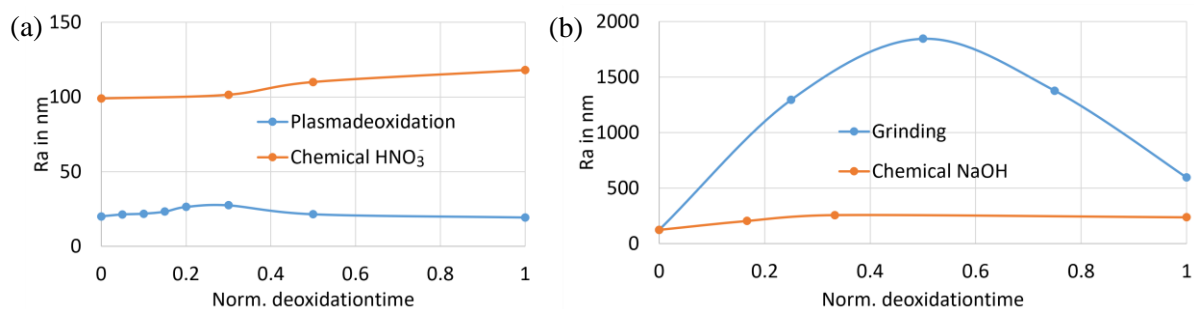 (a)
150
100
50
0
Ra in nm
Plasmadeoxidation
Chemical HNO₃⁻
0 0.2 0.4 0.6 0.8 1
Norm. deoxidationtime
(b)
2000
1500
1000
500
0
Ra in nm
Grinding
Chemical NaOH
0 0.2 0.4 0.6 0.8 1
Norm. deoxidationtime